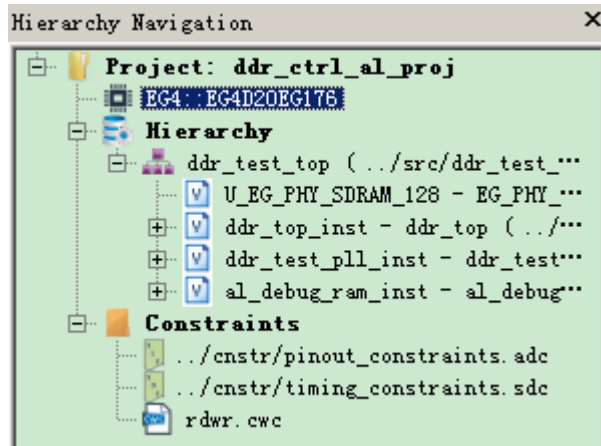 Hierarchy Navigation
Project: ddr_ctrl_al_proj
EG4::EG4D20EG176
Hierarchy
ddr_test_top ( ../src/ddr_test_...
U_EG_PHY_SDRAM_128 - EG_PHY_...
ddr_top_inst - ddr_top ( ../...
ddr_test_pll_inst - ddr_test...
al_debug_ram_inst - al_debug...
Constraints
../cnstr/pinout_constraints.adc
../cnstr/timing_constraints.sdc
rdwr.cwc